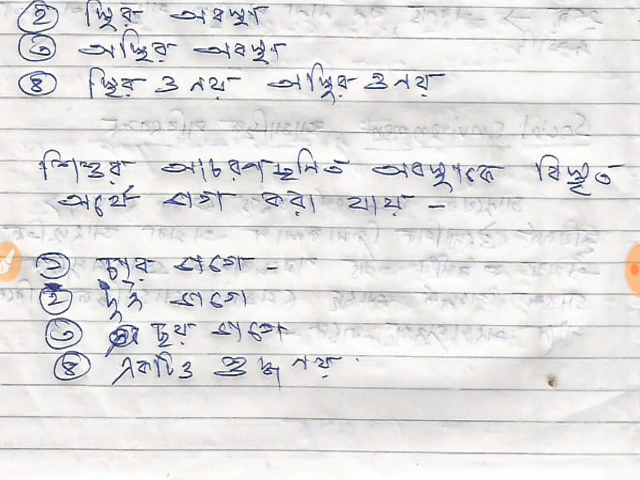 ② স্থির অবস্থা
③ অস্থির অবস্থা
④ স্থির ও নয় অস্থির ও নয়
শিশুর আচরণজনিত অবস্থাকে বিস্তৃত
অর্থে ভাগ করা যায় -
① চার ভাগে -
② দুই ভাগে
③ ছয় ভাগে
④ একটিও শুদ্ধ নয়